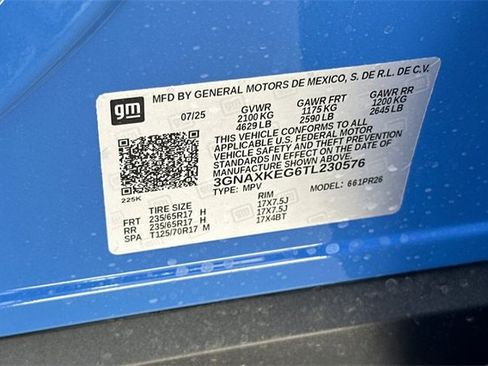 MFD BY GENERAL MOTORS DE MEXICO, S. DE R.L. DE C.V.
gm
07/25 GVWR GAWR FRT GAWR RR
2100 KG 1175 KG 1200 KG
4629 LB 2590 LB 2645 LB
THIS VEHICLE CONFORMS TO ALL
APPLICABLE U.S. FEDERAL MOTOR
VEHICLE SAFETY AND THEFT PREVENTION
STANDARDS IN EFFECT ON THE DATE OF
MANUFACTURE SHOWN ABOVE.
3GNAXKEG6TL230576
225K TYPE: MPV MODEL: 661PR26
TIRE SIZE RIM
FRT 235/65R17 H 17X7.5J
RR 235/65R17 H 17X7.5J
SPA T125/70R17 M 17X4BT